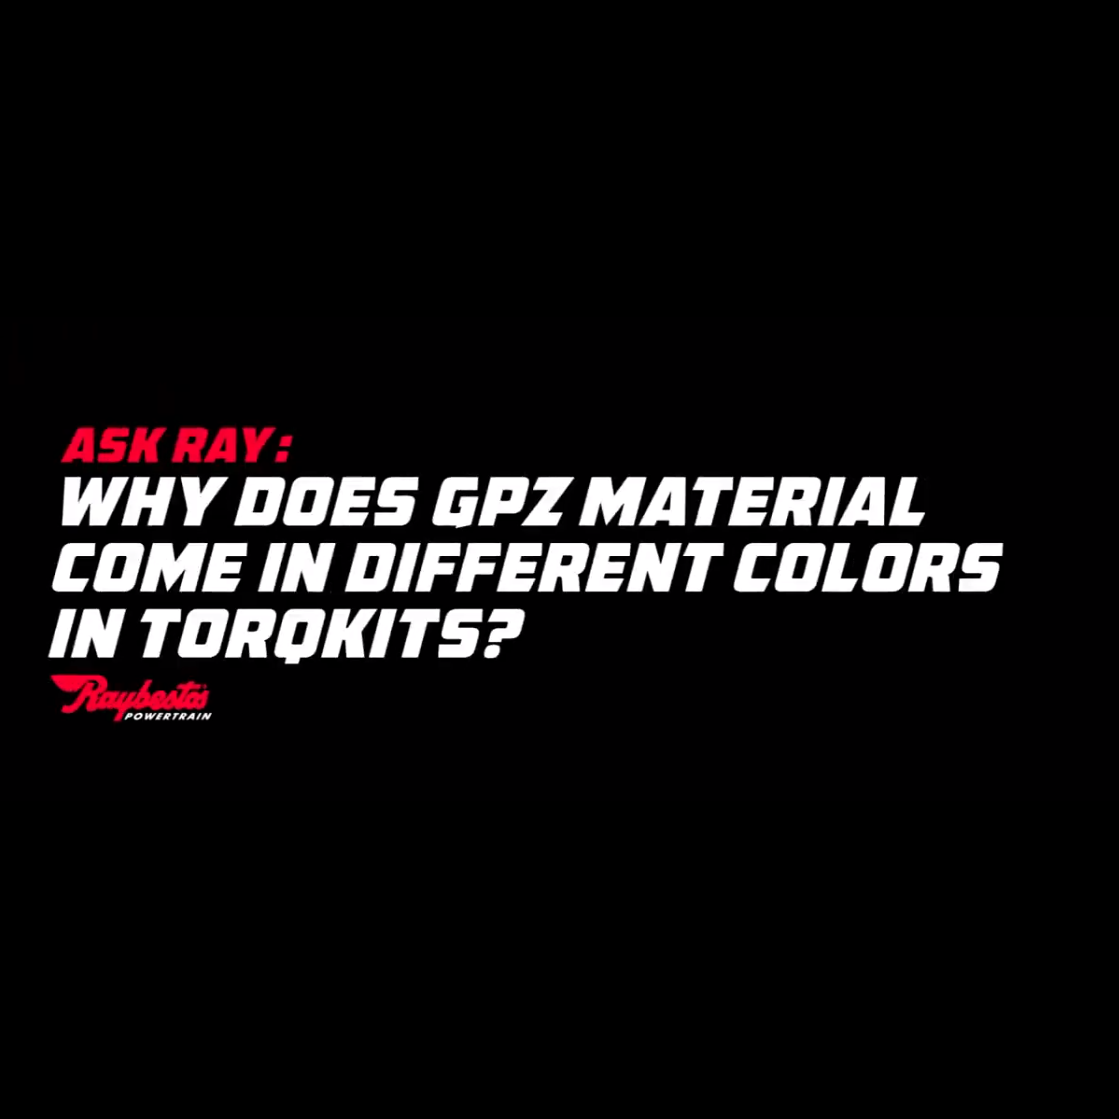 ASK RAY:
WHY DOES GPZ MATERIAL
COME IN DIFFERENT COLORS
IN TORQKITS?
Raybestos
POWERTRAIN